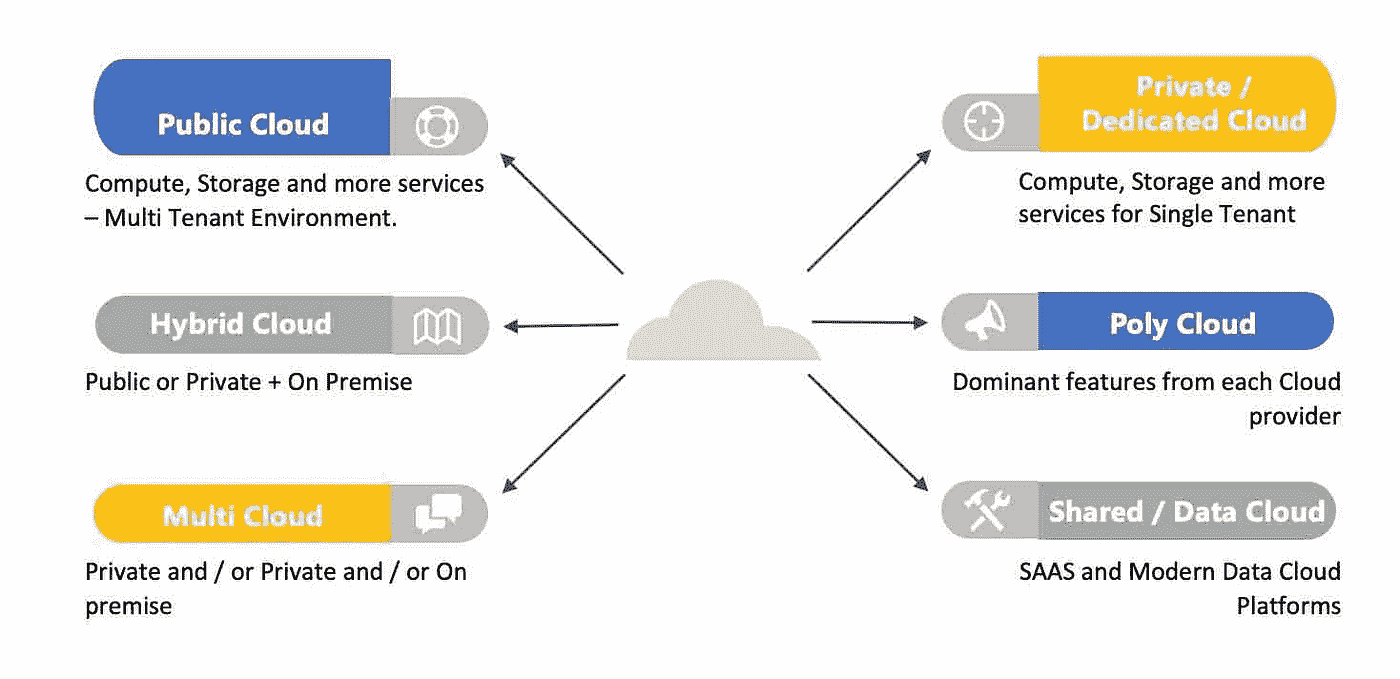 Public Cloud
Compute, Storage and more services
– Multi Tenant Environment.
Hybrid Cloud
Public or Private + On Premise
Multi Cloud
Private and / or Private and / or On
premise
Private /
Dedicated Cloud
Compute, Storage and more
services for Single Tenant
Poly Cloud
Dominant features from each Cloud
provider
Shared / Data Cloud
SAAS and Modern Data Cloud
Platforms